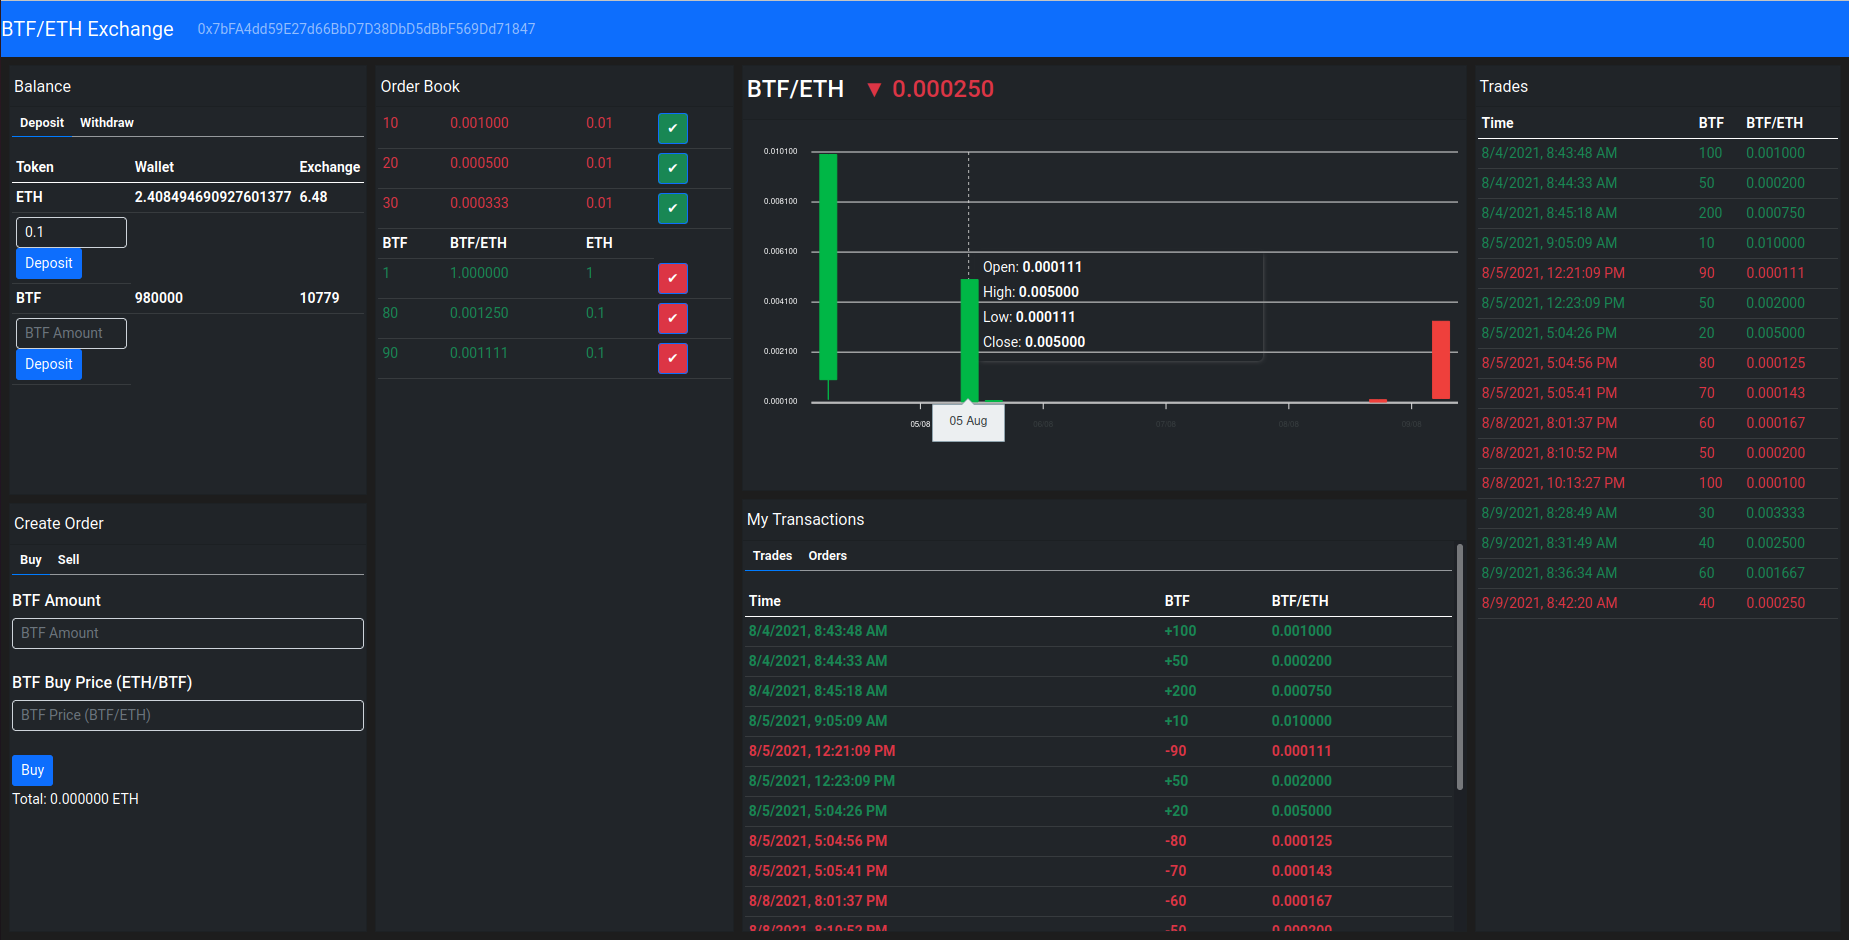 BTF/ETH Exchange 0x7bFA4dd59E27d66BbD7D38DbD5dBbF569Dd71847
Balance
Deposit Withdraw
Token Wallet Exchange
ETH 2.408494690927601377 6.48
0.1
Deposit
BTF 980000 10779
BTF Amount
Deposit
Create Order
Buy Sell
BTF Amount
BTF Amount
BTF Buy Price (ETH/BTF)
BTF Price (BTF/ETH)
Buy
Total: 0.000000 ETH
Order Book
10 0.001000 0.01 ✔
20 0.000500 0.01 ✔
30 0.000333 0.01 ✔
BTF BTF/ETH ETH
1 1.000000 1 ✔
80 0.001250 0.1 ✔
90 0.001111 0.1 ✔
BTF/ETH ▼ 0.000250
0.010100
0.008100
0.006100
0.004100
0.002100
0.000100
Open: 0.000111
High: 0.005000
Low: 0.000111
Close: 0.005000
05/08 06/08 07/08 08/08 09/08
05 Aug
My Transactions
Trades Orders
Time BTF BTF/ETH
8/4/2021, 8:43:48 AM +100 0.001000
8/4/2021, 8:44:33 AM +50 0.000200
8/4/2021, 8:45:18 AM +200 0.000750
8/5/2021, 9:05:09 AM +10 0.010000
8/5/2021, 12:21:09 PM -90 0.000111
8/5/2021, 12:23:09 PM +50 0.002000
8/5/2021, 5:04:26 PM +20 0.005000
8/5/2021, 5:04:56 PM -80 0.000125
8/5/2021, 5:05:41 PM -70 0.000143
8/8/2021, 8:01:37 PM -60 0.000167
8/8/2021, 8:10:52 PM -50 0.000200
Trades
Time BTF BTF/ETH
8/4/2021, 8:43:48 AM 100 0.001000
8/4/2021, 8:44:33 AM 50 0.000200
8/4/2021, 8:45:18 AM 200 0.000750
8/5/2021, 9:05:09 AM 10 0.010000
8/5/2021, 12:21:09 PM 90 0.000111
8/5/2021, 12:23:09 PM 50 0.002000
8/5/2021, 5:04:26 PM 20 0.005000
8/5/2021, 5:04:56 PM 80 0.000125
8/5/2021, 5:05:41 PM 70 0.000143
8/8/2021, 8:01:37 PM 60 0.000167
8/8/2021, 8:10:52 PM 50 0.000200
8/8/2021, 10:13:27 PM 100 0.000100
8/9/2021, 8:28:49 AM 30 0.003333
8/9/2021, 8:31:49 AM 40 0.002500
8/9/2021, 8:36:34 AM 60 0.001667
8/9/2021, 8:42:20 AM 40 0.000250